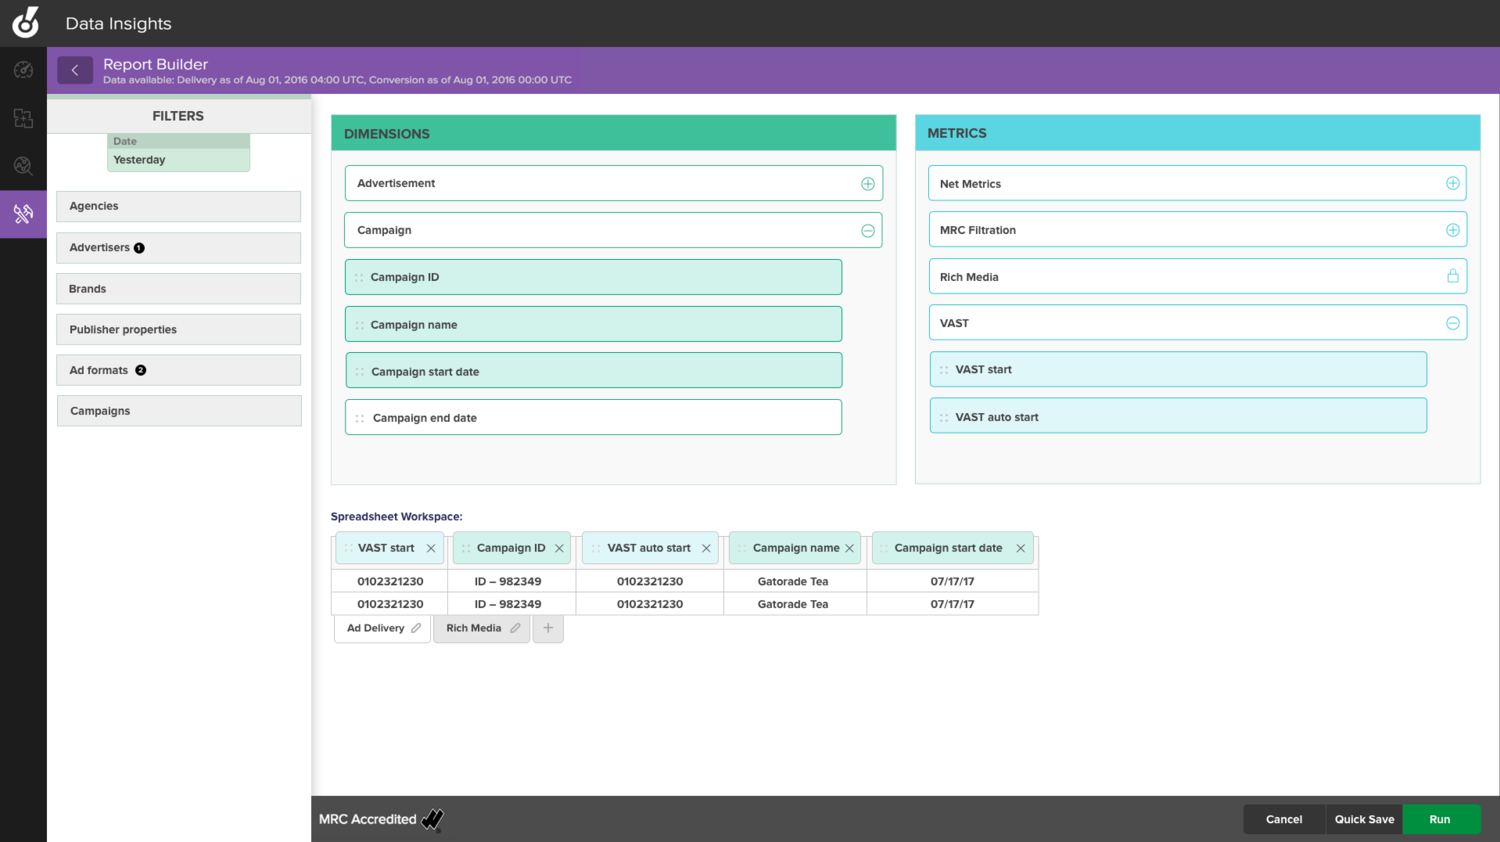 Data Insights
Report Builder
Data available: Delivery as of Aug 01, 2016 04:00 UTC, Conversion as of Aug 01, 2016 00:00 UTC
FILTERS
Date
Yesterday
Agencies
Advertisers 1
Brands
Publisher properties
Ad formats 2
Campaigns
DIMENSIONS
Advertisement
Campaign
Campaign ID
Campaign name
Campaign start date
Campaign end date
METRICS
Net Metrics
MRC Filtration
Rich Media
VAST
VAST start
VAST auto start
Spreadsheet Workspace:
VAST start Campaign ID VAST auto start Campaign name Campaign start date
0102321230 ID – 982349 0102321230 Gatorade Tea 07/17/17
0102321230 ID – 982349 0102321230 Gatorade Tea 07/17/17
Ad Delivery Rich Media
MRC Accredited
Cancel Quick Save Run